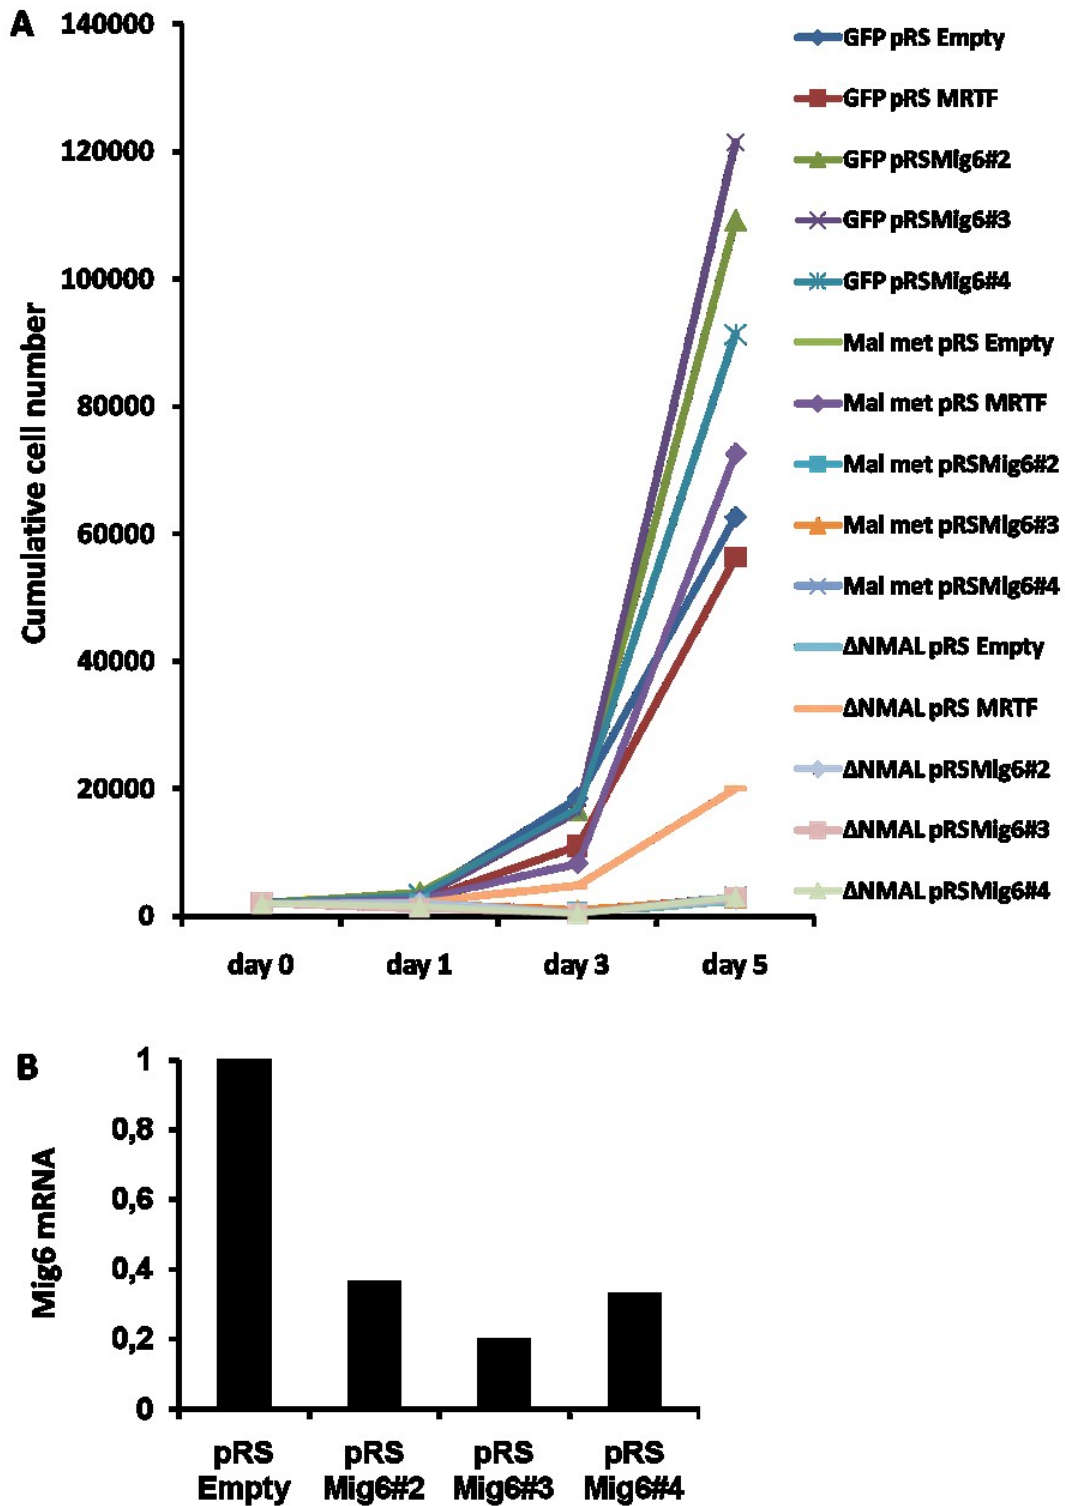 A
140000
120000
100000
80000
60000
40000
20000
0
Cumulative cell number
day 0
day 1
day 3
day 5
GFP pRS Empty
GFP pRS MRTF
GFP pRSMig6#2
GFP pRSMig6#3
GFP pRSMig6#4
Mal met pRS Empty
Mal met pRS MRTF
Mal met pRSMig6#2
Mal met pRSMig6#3
Mal met pRSMig6#4
ΔNMAL pRS Empty
ΔNMAL pRS MRTF
ΔNMAL pRSMig6#2
ΔNMAL pRSMig6#3
ΔNMAL pRSMig6#4
B
1
0,8
0,6
0,4
0,2
0
Mig6 mRNA
pRS
Empty
pRS
Mig6#2
pRS
Mig6#3
pRS
Mig6#4